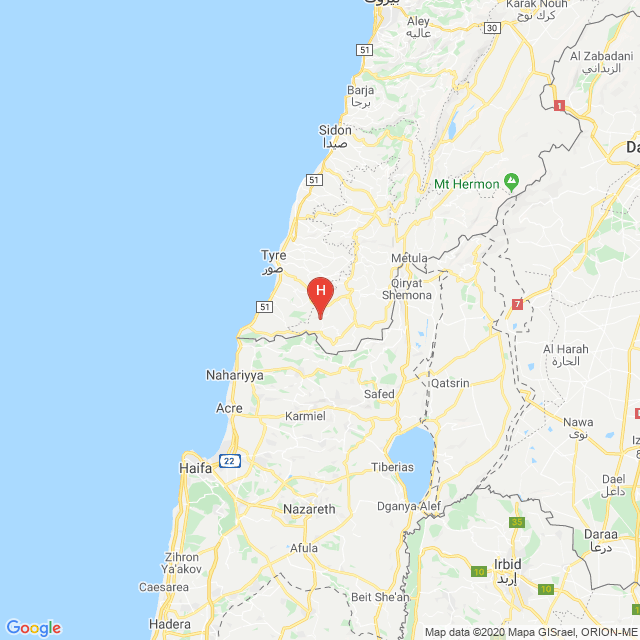 بيروت
Aley
عاليه
Karak Nouh
كرك نوح
51
30
Al Zabadani
الزبداني
Barja
برجا
1
Sidon
صيدا
51
Mt Hermon
Tyre
صور
Metula
Qiryat
Shemona
H
51
7
Al Harah
الحارة
Nahariyya
Qatsrin
Safed
Acre
Karmiel
Nawa
نوى
22
Haifa
Tiberias
Dael
داعل
Nazareth
Dganya Alef
35
Daraa
درعا
Afula
Zihron
Ya'akov
Irbid
إربد
10
10
Caesarea
Beit She'an
Hadera
Google
Map data ©2020 Mapa GISrael, ORION-ME